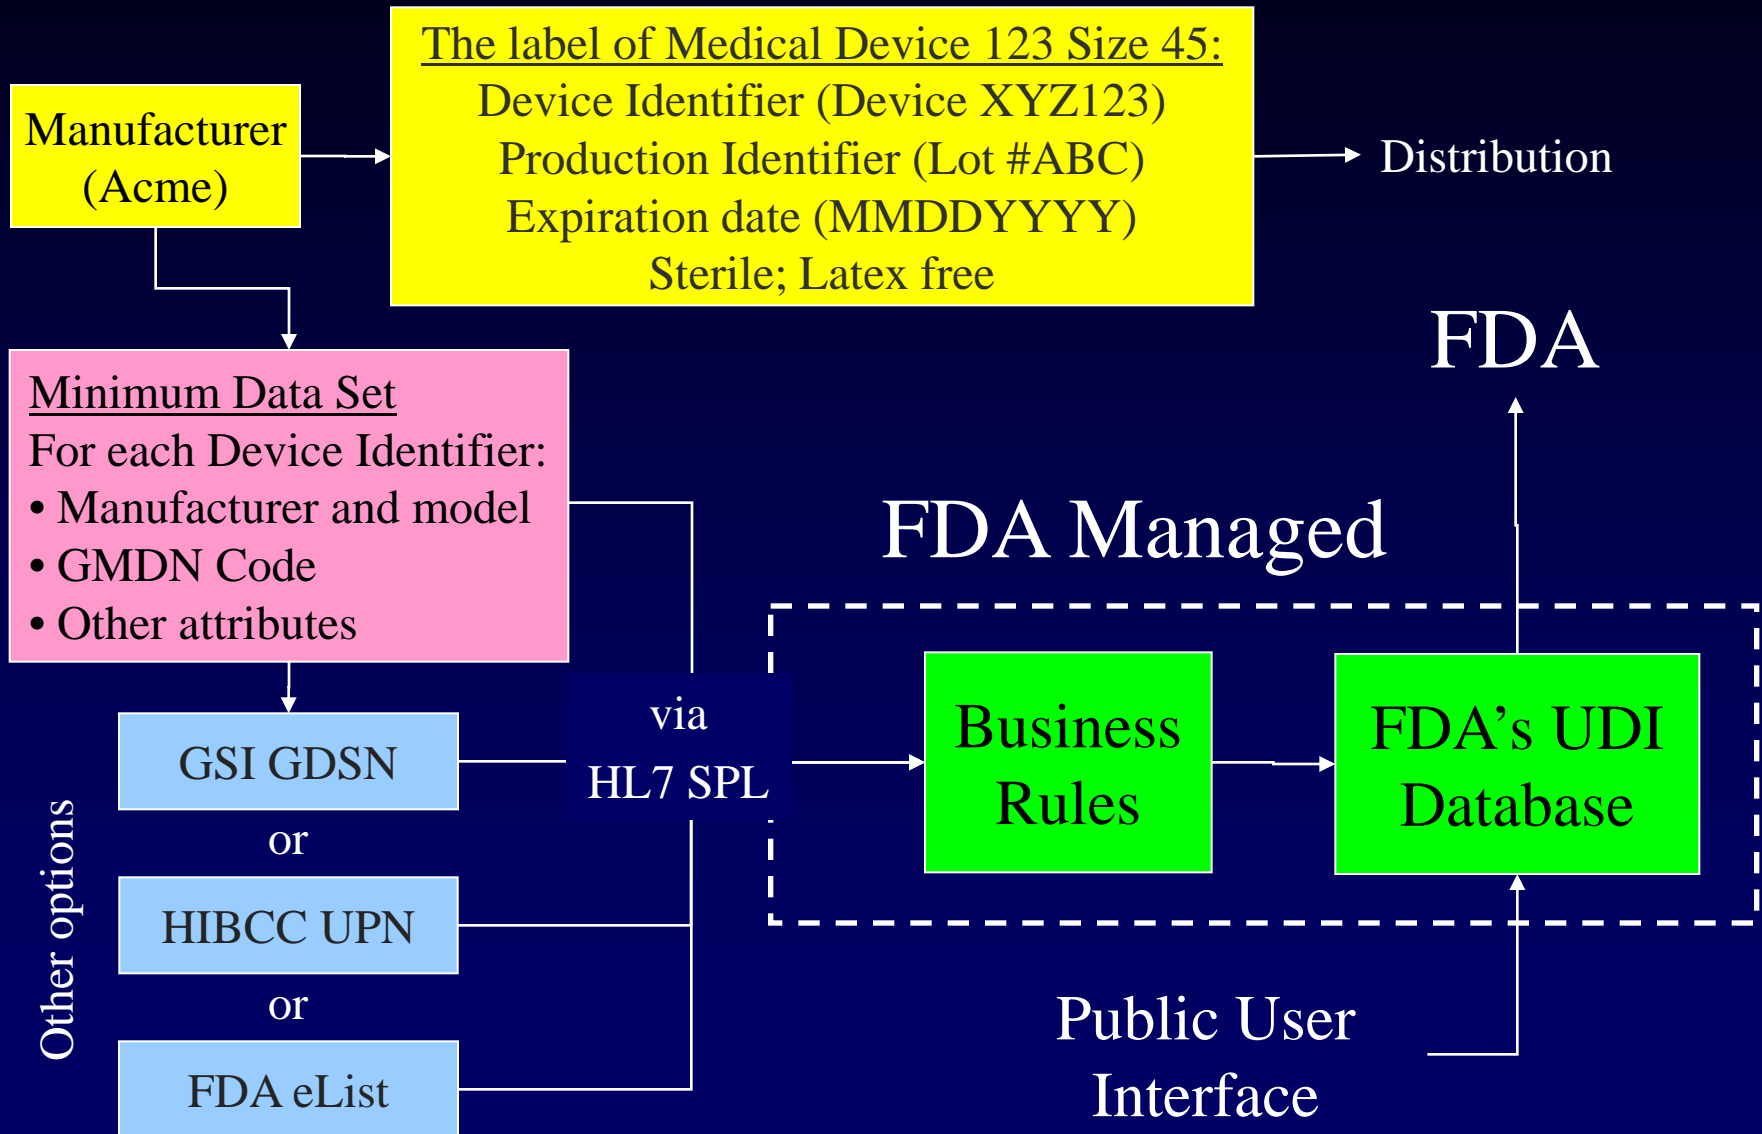 The label of Medical Device 123 Size 45:
Device Identifier (Device XYZ123)
Production Identifier (Lot #ABC)
Expiration date (MMDDYYYY)
Sterile; Latex free
Manufacturer
(Acme)
Distribution
FDA
Minimum Data Set
For each Device Identifier:
• Manufacturer and model
• GMDN Code
• Other attributes
FDA Managed
via
HL7 SPL
Business
Rules
FDA’s UDI
Database
Other options
GSI GDSN
or
HIBCC UPN
or
FDA eList
Public User
Interface